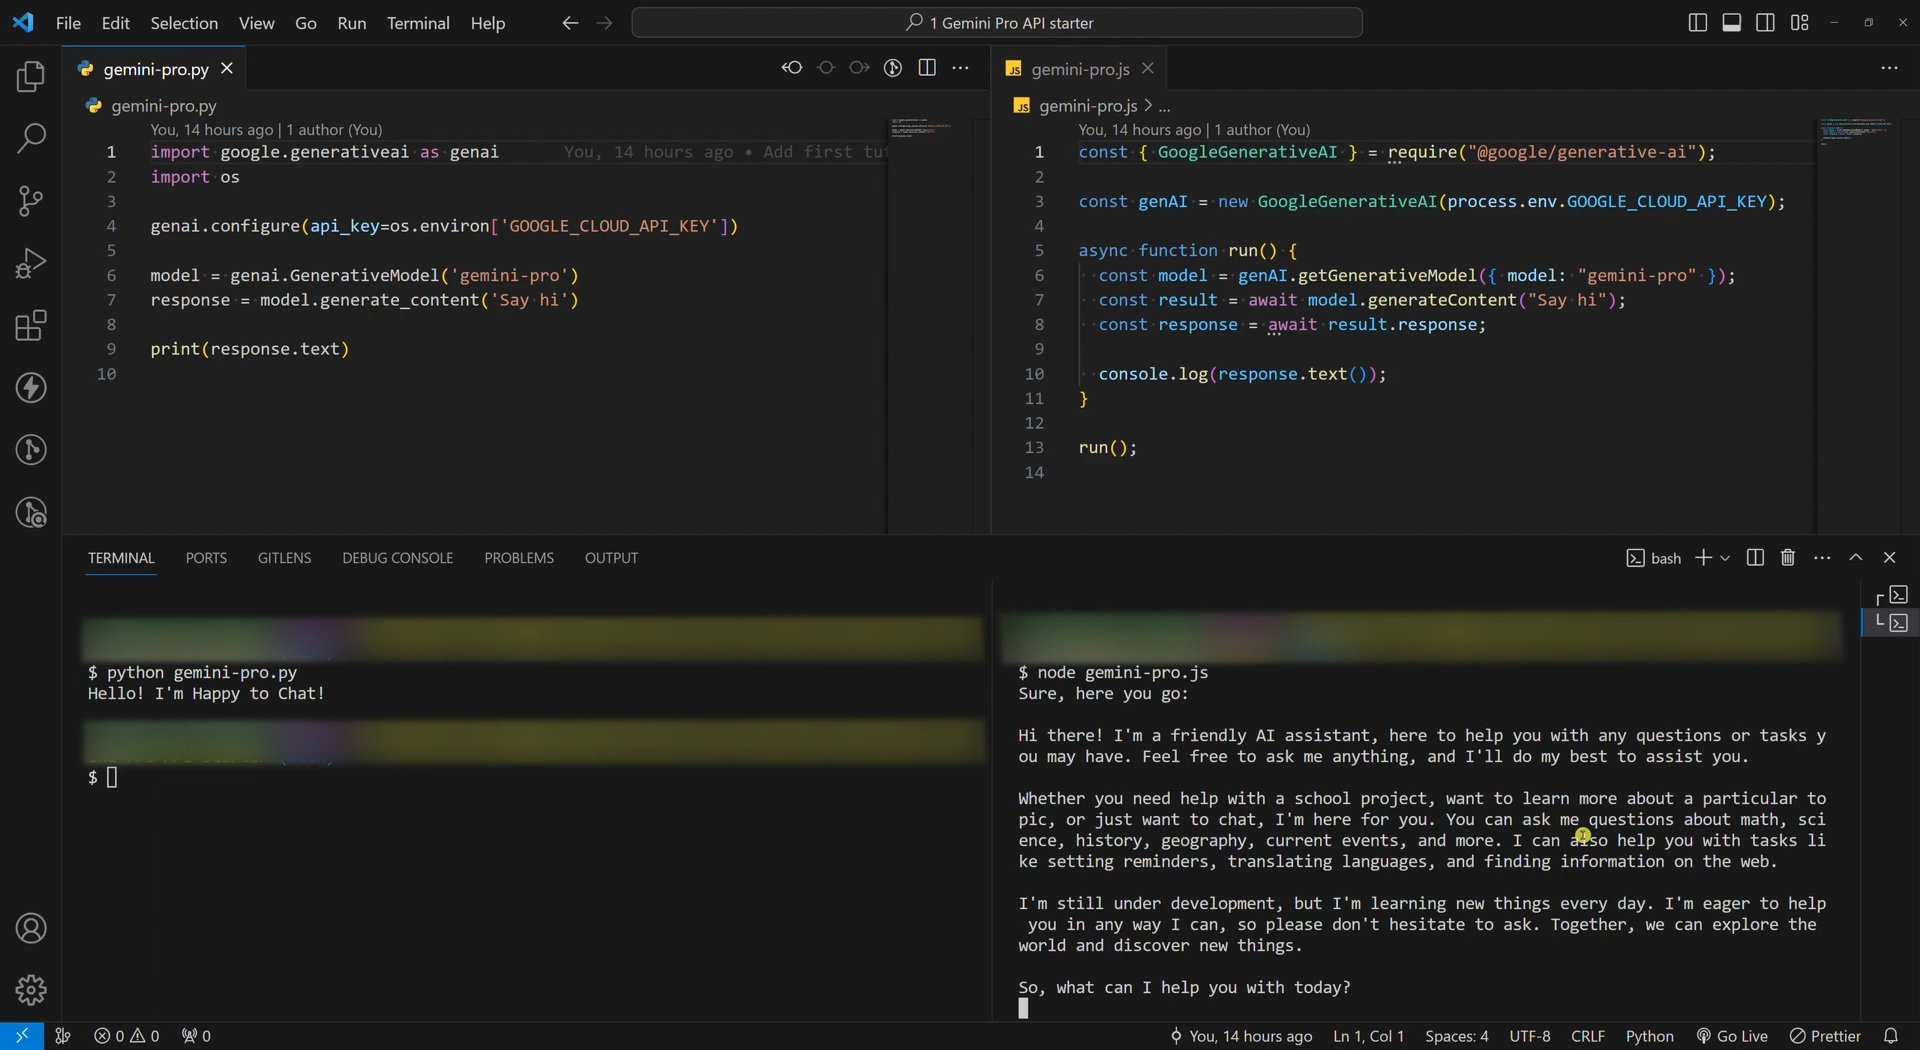 File Edit Selection View Go Run Terminal Help
1 Gemini Pro API starter
gemini-pro.py
gemini-pro.py
You, 14 hours ago | 1 author (You)
1 import google.generativeai as genai You, 14 hours ago • Add first tut
2 import os
3
4 genai.configure(api_key=os.environ['GOOGLE_CLOUD_API_KEY'])
5
6 model = genai.GenerativeModel('gemini-pro')
7 response = model.generate_content('Say hi')
8
9 print(response.text)
10
JS gemini-pro.js
JS gemini-pro.js > ...
You, 14 hours ago | 1 author (You)
1 const { GoogleGenerativeAI } = require("@google/generative-ai");
2
3 const genAI = new GoogleGenerativeAI(process.env.GOOGLE_CLOUD_API_KEY);
4
5 async function run() {
6 const model = genAI.getGenerativeModel({ model: "gemini-pro" });
7 const result = await model.generateContent("Say hi");
8 const response = await result.response;
9
10 console.log(response.text());
11 }
12
13 run();
14
TERMINAL PORTS GITLENS DEBUG CONSOLE PROBLEMS OUTPUT
bash
$ python gemini-pro.py
Hello! I'm Happy to Chat!
$
$ node gemini-pro.js
Sure, here you go:
Hi there! I'm a friendly AI assistant, here to help you with any questions or tasks y
ou may have. Feel free to ask me anything, and I'll do my best to assist you.
Whether you need help with a school project, want to learn more about a particular to
pic, or just want to chat, I'm here for you. You can ask me questions about math, sci
ence, history, geography, current events, and more. I can also help you with tasks li
ke setting reminders, translating languages, and finding information on the web.
I'm still under development, but I'm learning new things every day. I'm eager to help
you in any way I can, so please don't hesitate to ask. Together, we can explore the
world and discover new things.
So, what can I help you with today?
0 0 0
You, 14 hours ago Ln 1, Col 1 Spaces: 4 UTF-8 CRLF Python Go Live Prettier